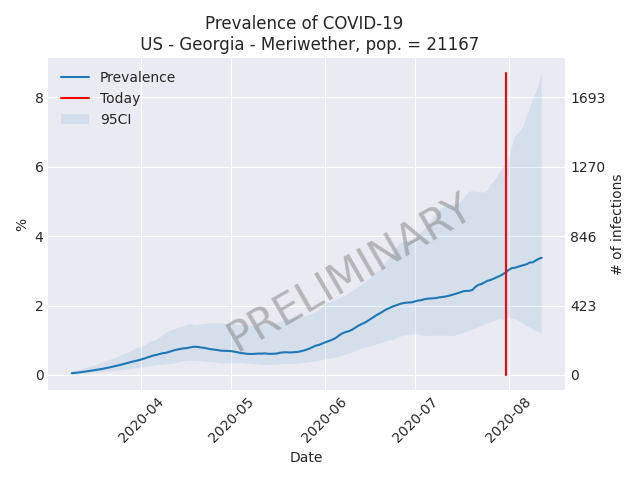 Prevalence of COVID-19
US - Georgia - Meriwether, pop. = 21167
Prevalence
Today
95CI
8
6
4
2
0
%
1693
1270
846
423
0
# of infections
PRELIMINARY
2020-04
2020-05
2020-06
2020-07
2020-08
Date